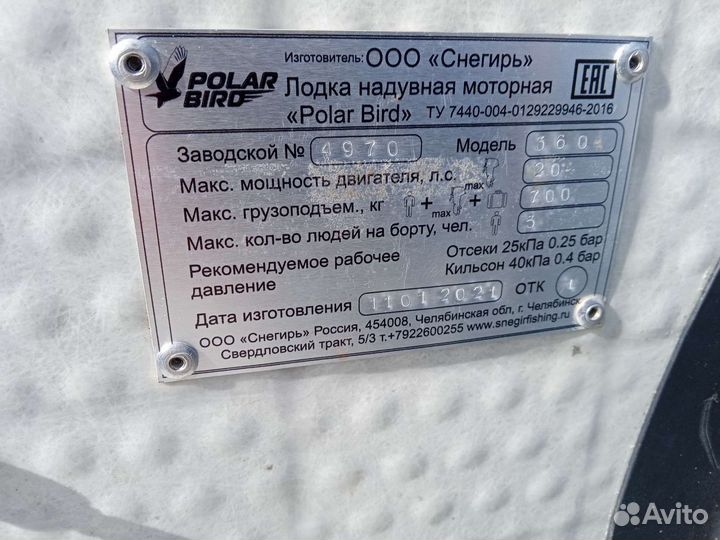 POLAR BIRD
Изготовитель: ООО «Снегирь»
Лодка надувная моторная
«Polar Bird» ТУ 7440-004-0129229946-2016
EAC
Заводской № 4970 Модель 360
Макс. мощность двигателя, л.с. max 20
Макс. грузоподъем., кг + max + 700
Макс. кол-во людей на борту, чел. 3
Рекомендуемое рабочее давление
Отсеки 25кПа 0.25 бар
Кильсон 40кПа 0.4 бар
Дата изготовления 11012021 ОТК 1
ООО «Снегирь» Россия, 454008, Челябинская обл, г. Челябинск
Свердловский тракт, 5/3 т.+79222600255 www.snegirfishing.ru
Avito